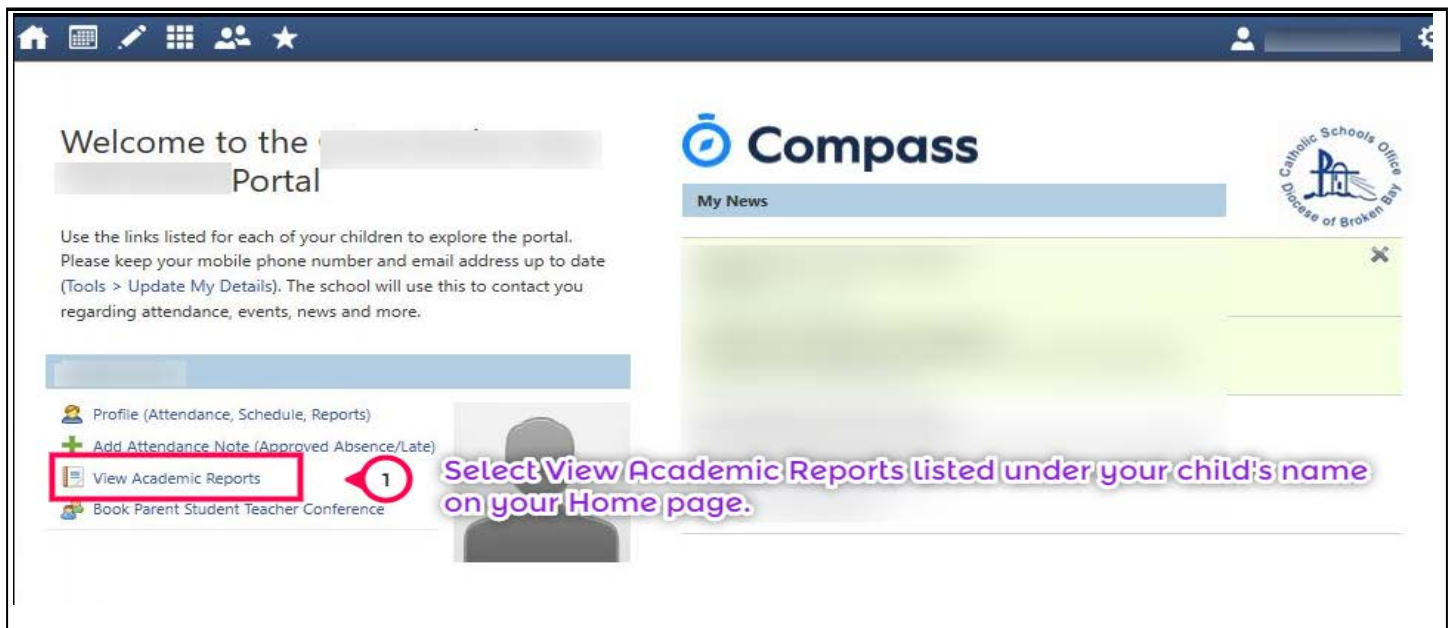 Welcome to the
Portal
Use the links listed for each of your children to explore the portal.
Please keep your mobile phone number and email address up to date
(Tools > Update My Details). The school will use this to contact you
regarding attendance, events, news and more.
Profile (Attendance, Schedule, Reports)
Add Attendance Note (Approved Absence/Late)
View Academic Reports
Book Parent Student Teacher Conference
1
Select View Academic Reports listed under your child's name
on your Home page.
Compass
My News
Catholic Schools Office
Diocese of Broken Bay